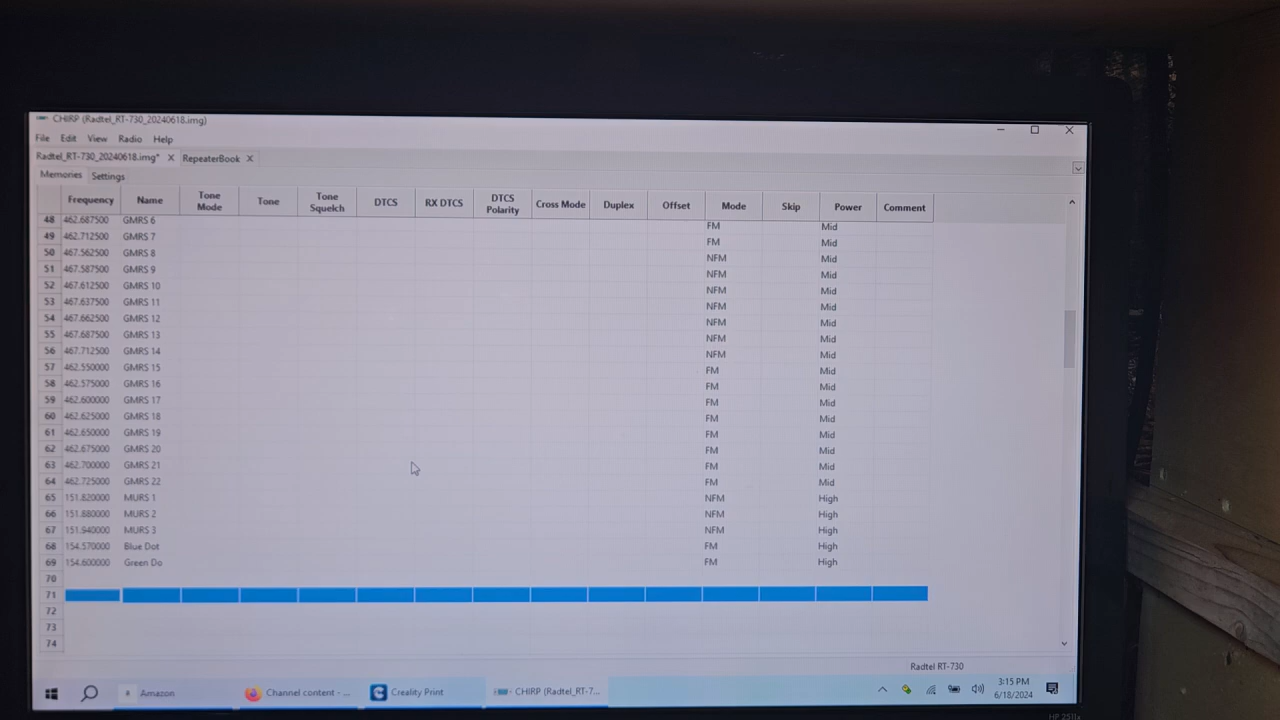 CHIRP (Radtel_RT-730_20240618.img)
File Edit View Radio Help
Radtel_RT-730_20240618.img* X RepeaterBook X
Memories Settings
Frequency Name Tone Mode Tone Tone Squelch DTCS RX DTCS DTCS Polarity Cross Mode Duplex Offset Mode Skip Power Comment
48 462.687500 GMRS 6 FM Mid
49 462.712500 GMRS 7 FM Mid
50 467.562500 GMRS 8 NFM Mid
51 467.587500 GMRS 9 NFM Mid
52 467.612500 GMRS 10 NFM Mid
53 467.637500 GMRS 11 NFM Mid
54 467.662500 GMRS 12 NFM Mid
55 467.687500 GMRS 13 NFM Mid
56 467.712500 GMRS 14 NFM Mid
57 462.550000 GMRS 15 FM Mid
58 462.575000 GMRS 16 FM Mid
59 462.600000 GMRS 17 FM Mid
60 462.625000 GMRS 18 FM Mid
61 462.650000 GMRS 19 FM Mid
62 462.675000 GMRS 20 FM Mid
63 462.700000 GMRS 21 FM Mid
64 462.725000 GMRS 22 FM Mid
65 151.820000 MURS 1 NFM High
66 151.880000 MURS 2 NFM High
67 151.940000 MURS 3 NFM High
68 154.570000 Blue Dot FM High
69 154.600000 Green Do FM High
70
71
72
73
74
Radtel RT-730
Amazon Channel content - ... Creality Print CHIRP (Radtel_RT-7...
3:15 PM
6/18/2024